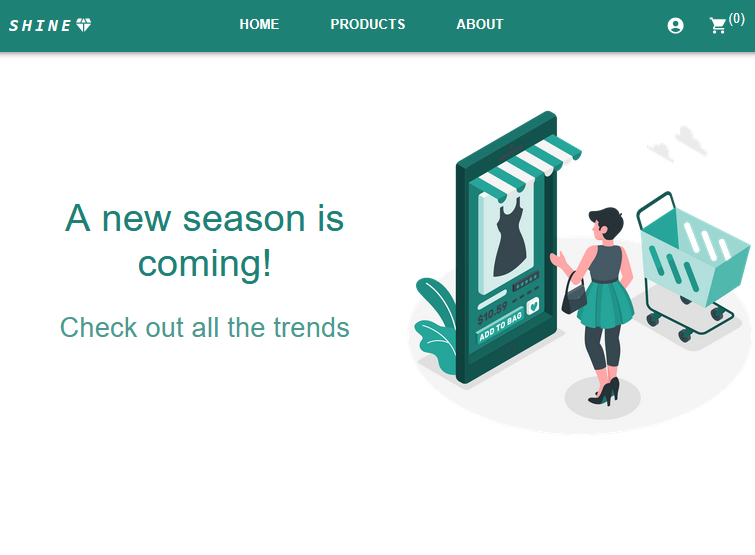 SHINE
HOME
PRODUCTS
ABOUT
(0)
A new season is
coming!
Check out all the trends
$10.59
ADD TO BAG